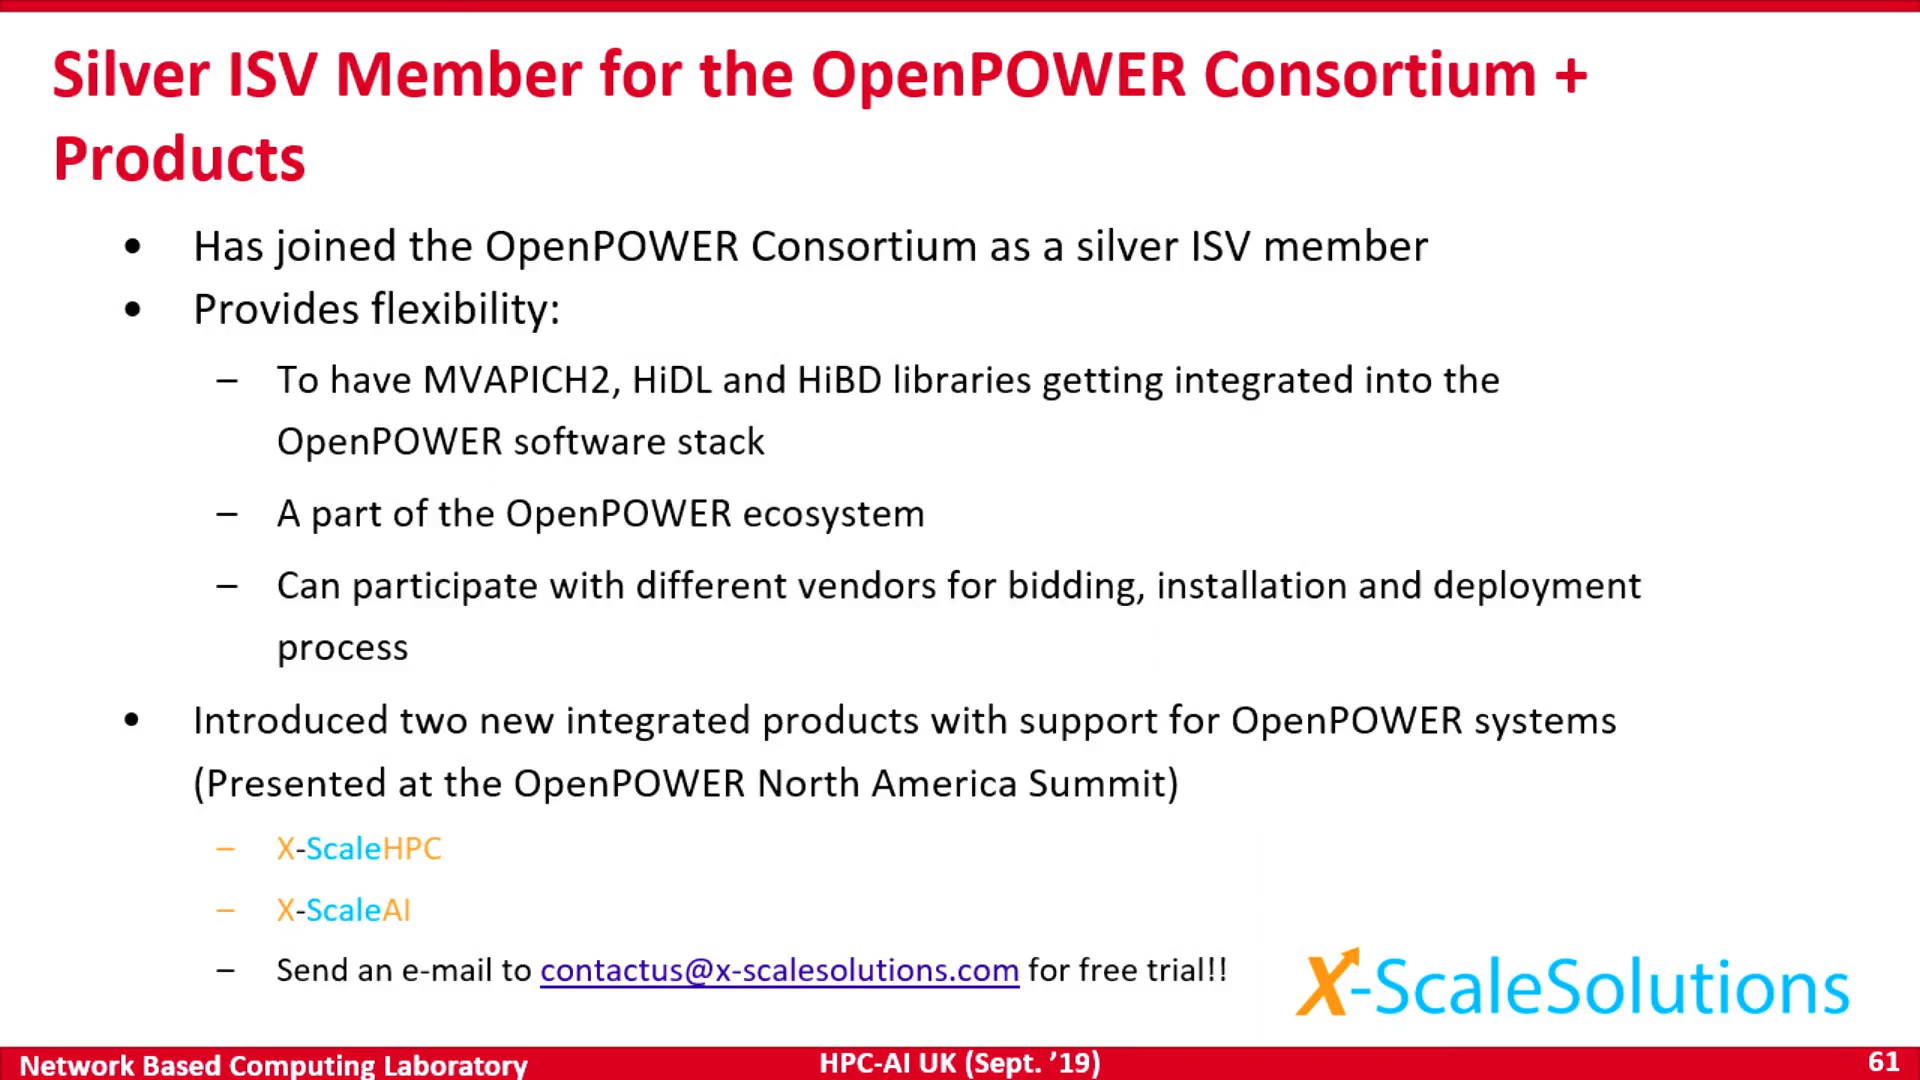 Silver ISV Member for the OpenPOWER Consortium +
Products
• Has joined the OpenPOWER Consortium as a silver ISV member
• Provides flexibility:
– To have MVAPICH2, HiDL and HiBD libraries getting integrated into the
OpenPOWER software stack
– A part of the OpenPOWER ecosystem
– Can participate with different vendors for bidding, installation and deployment
process
• Introduced two new integrated products with support for OpenPOWER systems
(Presented at the OpenPOWER North America Summit)
– X-ScaleHPC
– X-ScaleAI
– Send an e-mail to contactus@x-scalesolutions.com for free trial!!
X-ScaleSolutions
Network Based Computing Laboratory
HPC-AI UK (Sept. ’19)
61